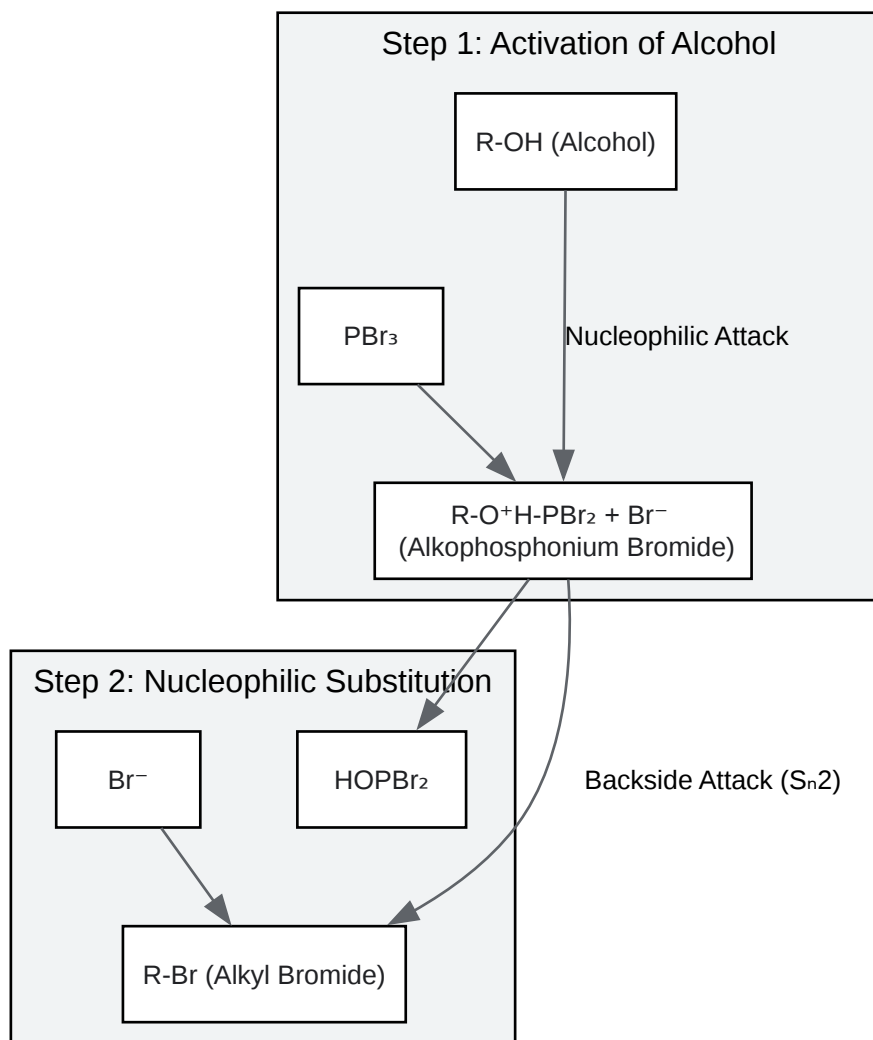 Step 1: Activation of Alcohol
R-OH (Alcohol)
PBr₃
Nucleophilic Attack
R-O⁺H-PBr₂ + Br⁻
(Alkophosphonium Bromide)
Step 2: Nucleophilic Substitution
Br⁻
HOPBr₂
Backside Attack (Sₙ2)
R-Br (Alkyl Bromide)